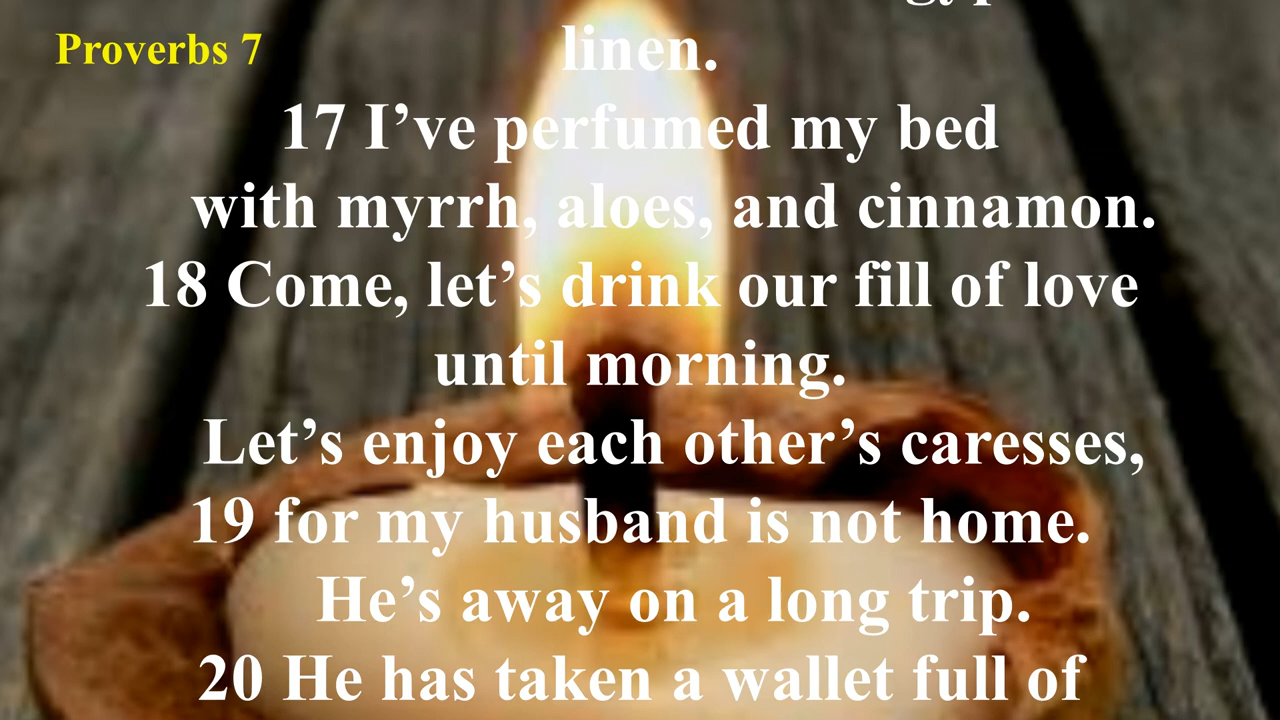 Proverbs 7
linen.
17 I’ve perfumed my bed
with myrrh, aloes, and cinnamon.
18 Come, let’s drink our fill of love
until morning.
Let’s enjoy each other’s caresses,
19 for my husband is not home.
He’s away on a long trip.
20 He has taken a wallet full of